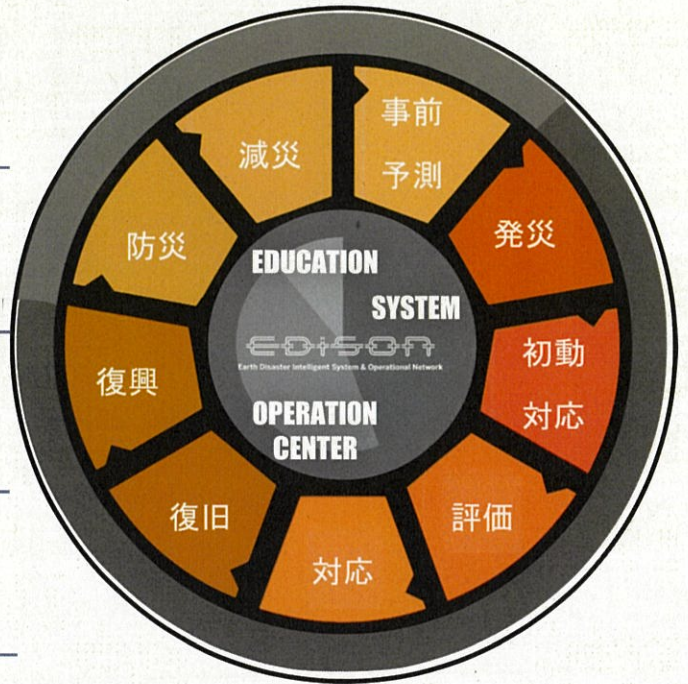 事前
予測
発災
初動
対応
評価
対応
復旧
復興
防災
減災
EDUCATION
SYSTEM
EDiSON
Earth Disaster Intelligent System & Operational Network
OPERATION
CENTER